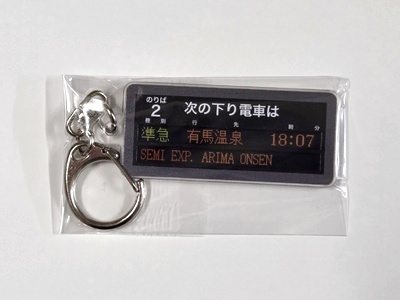 のりば
2 次の下り電車は
種別 行先 時分
準急 有馬温泉 18:07
SEMI EXP. ARIMA ONSEN